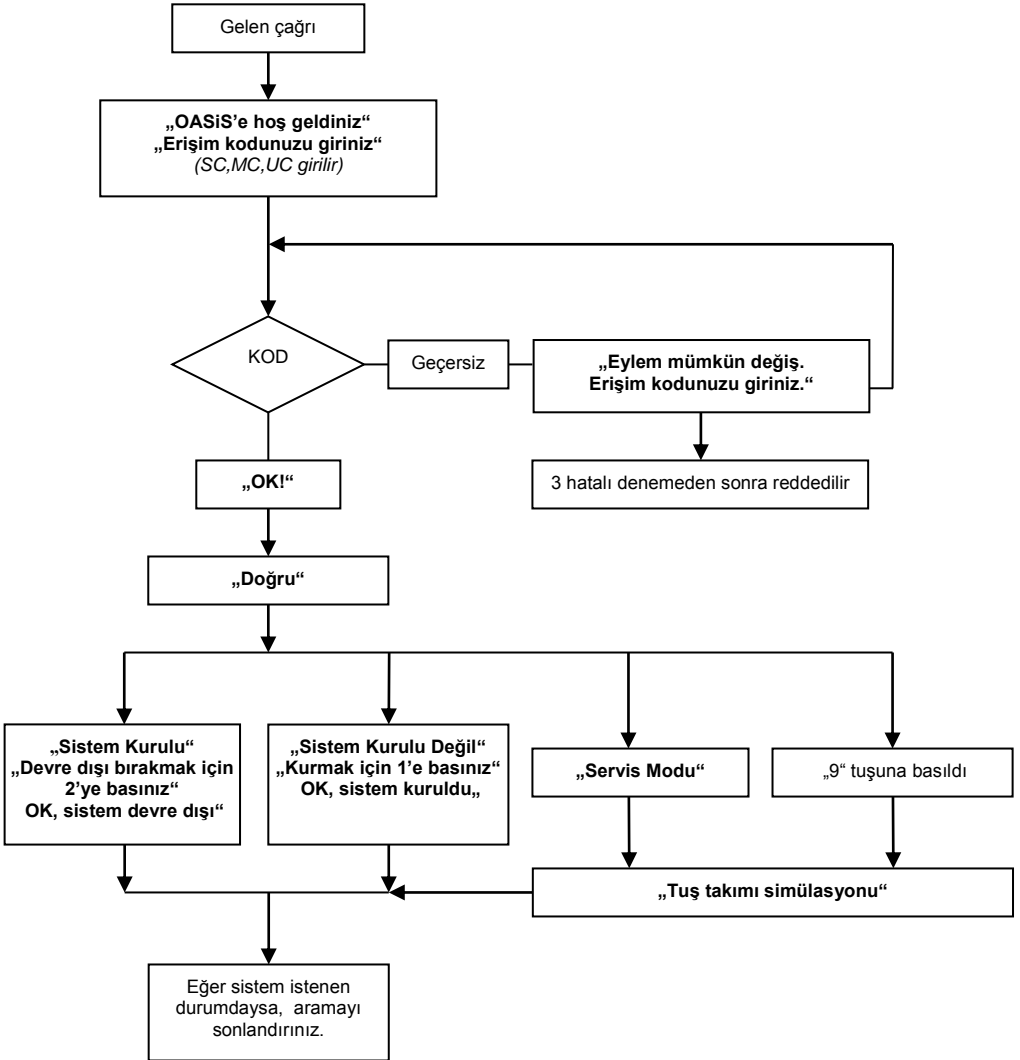 Gelen çağrı
„OASiS’e hoş geldiniz“
„Erişim kodunuzu giriniz“
(SC,MC,UC girilir)
KOD
Geçersiz
„Eylem mümkün değiş.
Erişim kodunuzu giriniz.“
„OK!“
3 hatalı denemeden sonra reddedilir
„Doğru“
„Sistem Kurulu“
„Devre dışı bırakmak için
2’ye basınız“
OK, sistem devre dışı“
„Sistem Kurulu Değil“
„Kurmak için 1’e basınız“
OK, sistem kuruldu„
„Servis Modu“
„9“ tuşuna basıldı
„Tuş takımı simülasyonu“
Eğer sistem istenen
durumdaysa, aramayı
sonlandırınız.